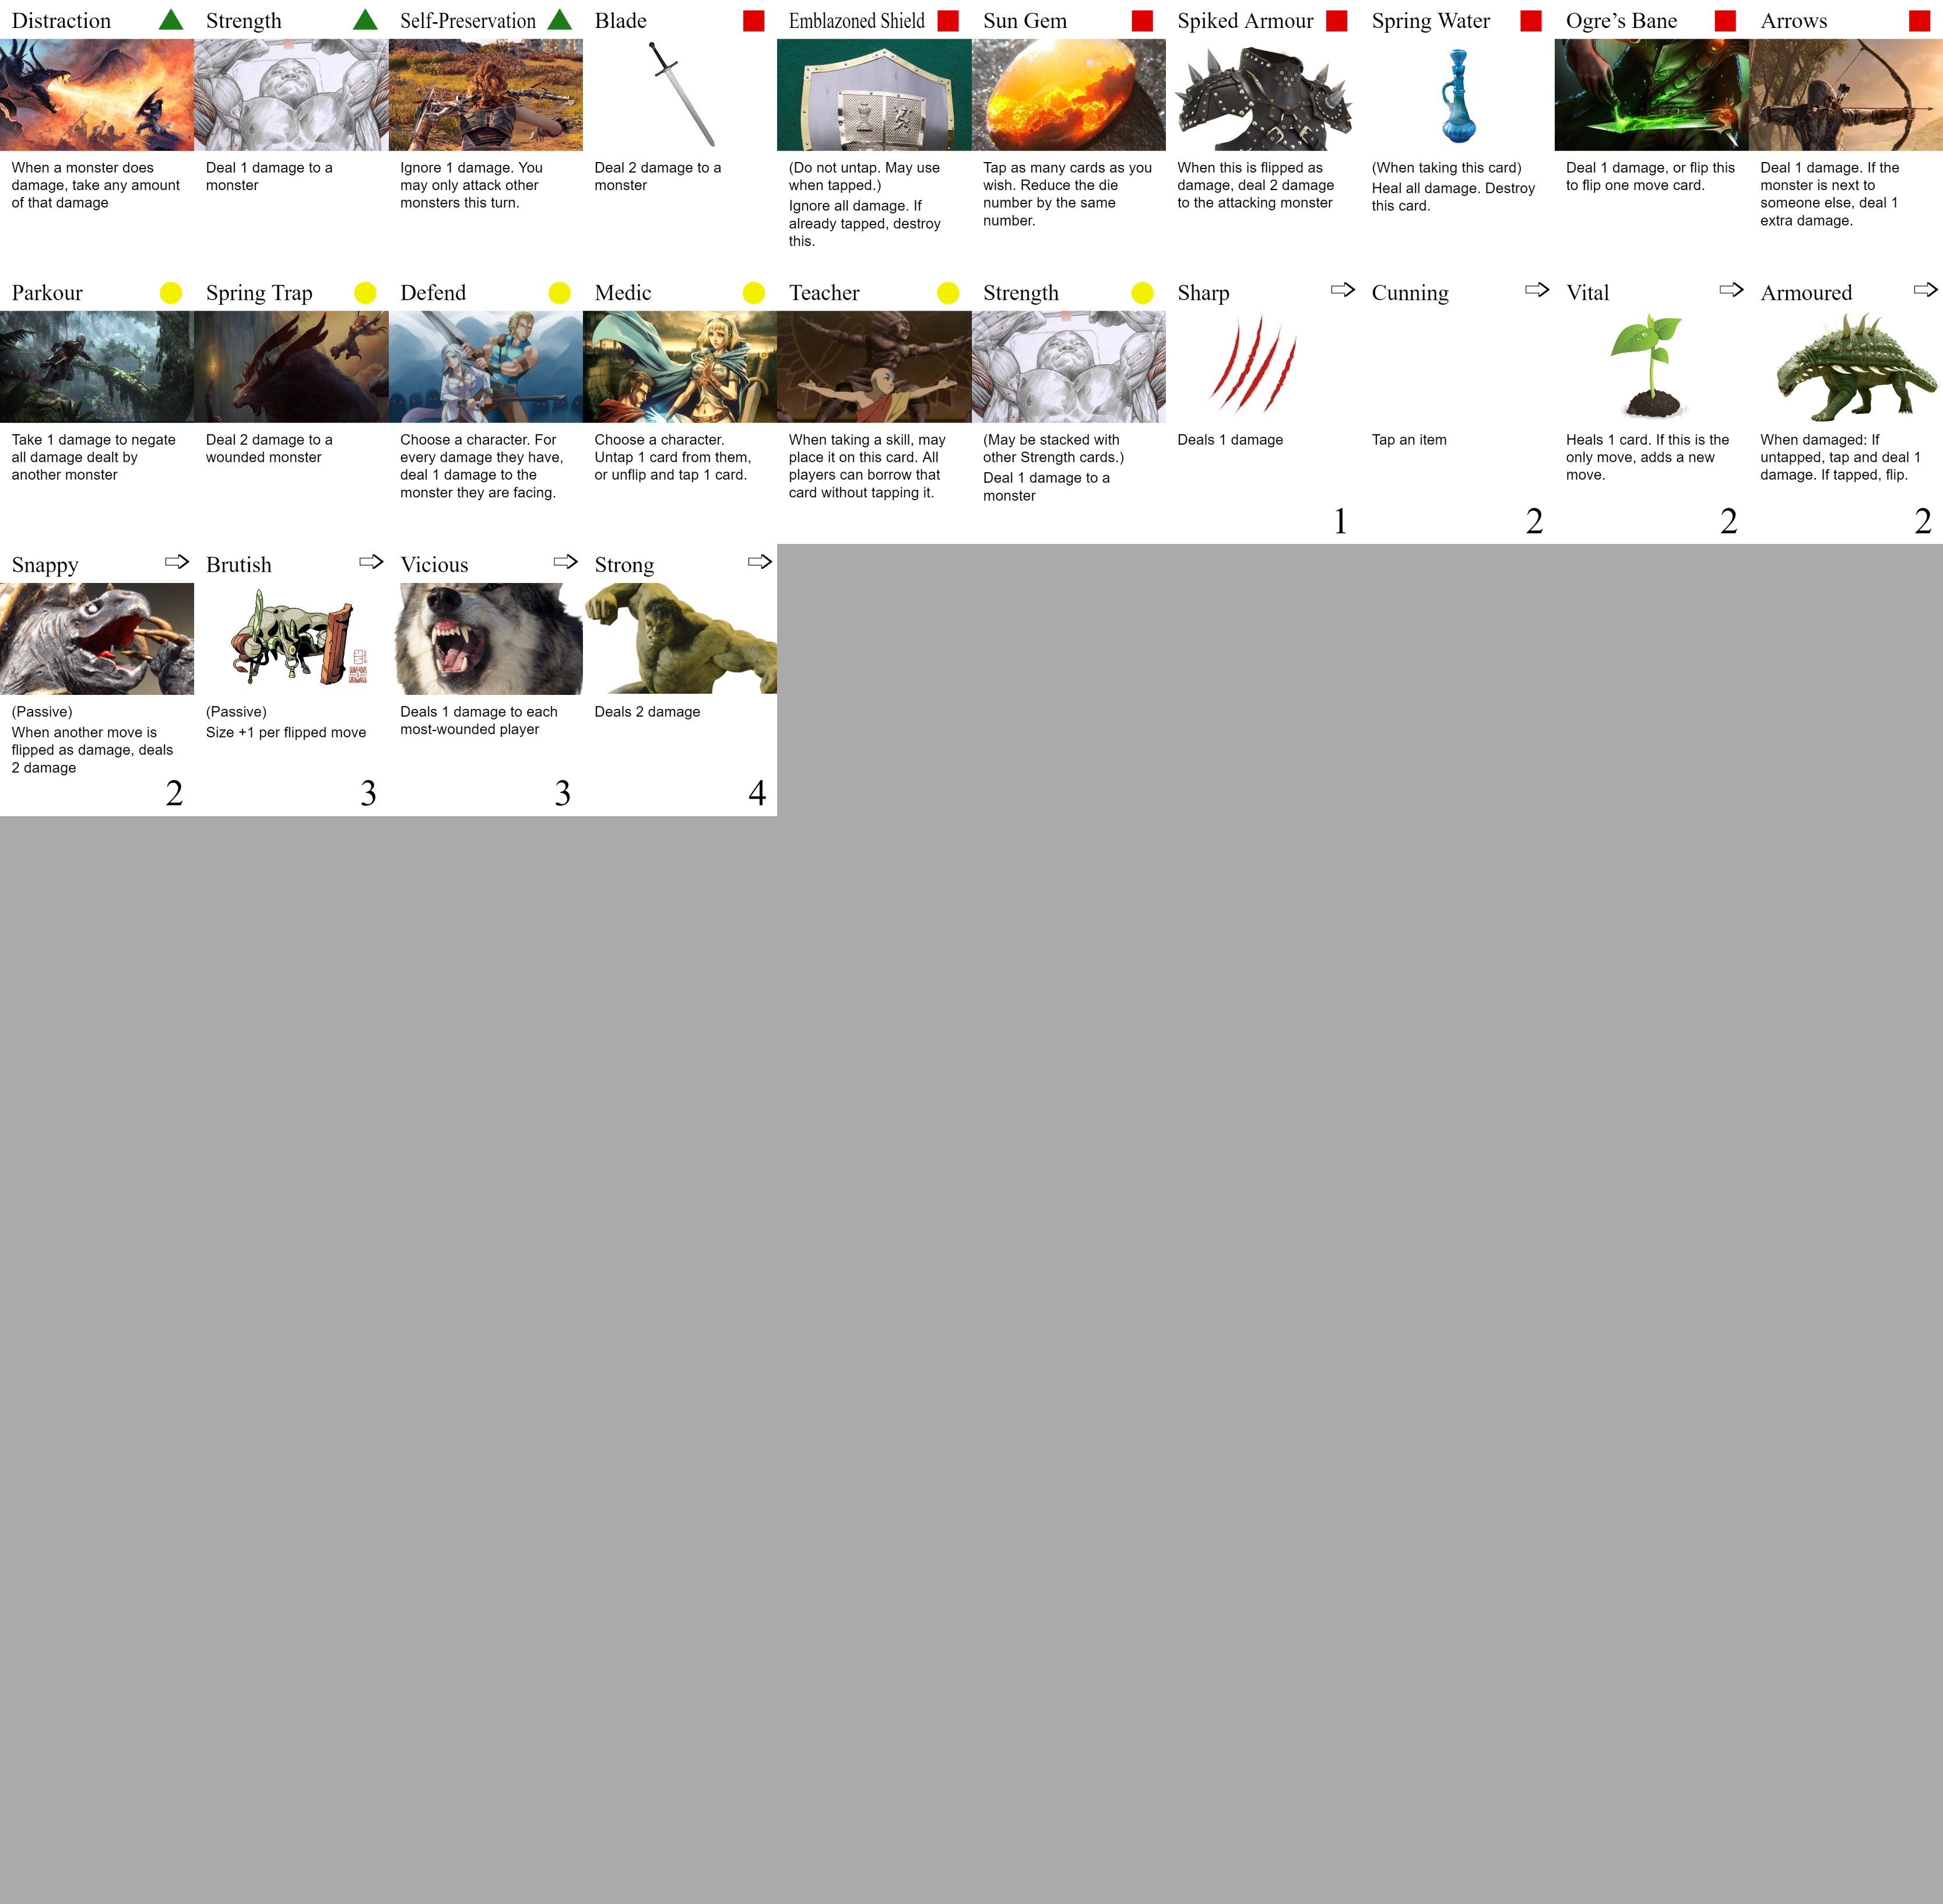 Distraction
When a monster does
damage, take any amount
of that damage
Strength
Deal 1 damage to a
monster
Self-Preservation
Ignore 1 damage. You
may only attack other
monsters this turn.
Blade
Deal 2 damage to a
monster
Emblazoned Shield
(Do not untap. May use
when tapped.)
Ignore all damage. If
already tapped, destroy
this.
Sun Gem
Tap as many cards as you
wish. Reduce the die
number by the same
number.
Spiked Armour
When this is flipped as
damage, deal 2 damage
to the attacking monster
Spring Water
(When taking this card)
Heal all damage. Destroy
this card.
Ogre’s Bane
Deal 1 damage, or flip this
to flip one move card.
Arrows
Deal 1 damage. If the
monster is next to
someone else, deal 1
extra damage.
Parkour
Take 1 damage to negate
all damage dealt by
another monster
Spring Trap
Deal 2 damage to a
wounded monster
Defend
Choose a character. For
every damage they have,
deal 1 damage to the
monster they are facing.
Medic
Choose a character.
Untap 1 card from them,
or unflip and tap 1 card.
Teacher
When taking a skill, may
place it on this card. All
players can borrow that
card without tapping it.
Strength
(May be stacked with
other Strength cards.)
Deal 1 damage to a
monster
Sharp
Deals 1 damage
1
Cunning
Tap an item
2
Vital
Heals 1 card. If this is the
only move, adds a new
move.
2
Armoured
When damaged: If
untapped, tap and deal 1
damage. If tapped, flip.
2
Snappy
(Passive)
When another move is
flipped as damage, deals
2 damage
2
Brutish
(Passive)
Size +1 per flipped move
3
Vicious
Deals 1 damage to each
most-wounded player
3
Strong
Deals 2 damage
4